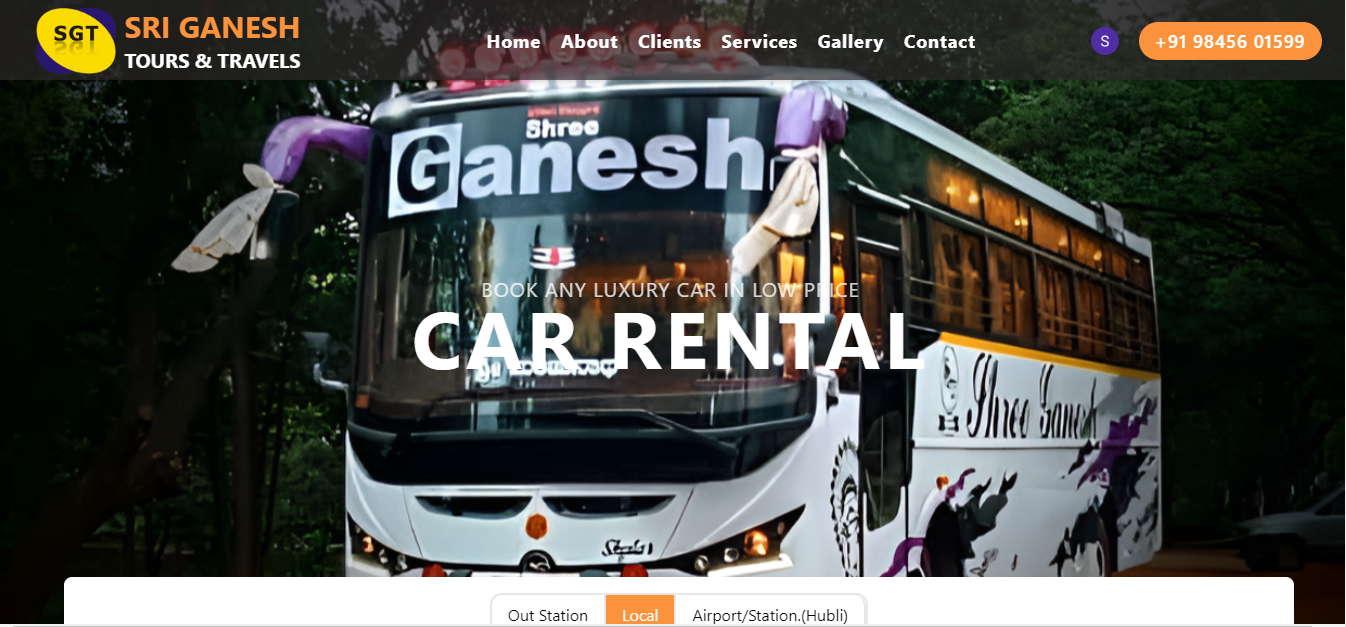 SGT
SRI GANESH
TOURS & TRAVELS
Home About Clients Services Gallery Contact
S
+91 98456 01599
Shree
Ganesh
BOOK ANY LUXURY CAR IN LOW PRICE
CAR RENTAL
Shree Ganesh
Out Station Local Airport/Station.(Hubli)